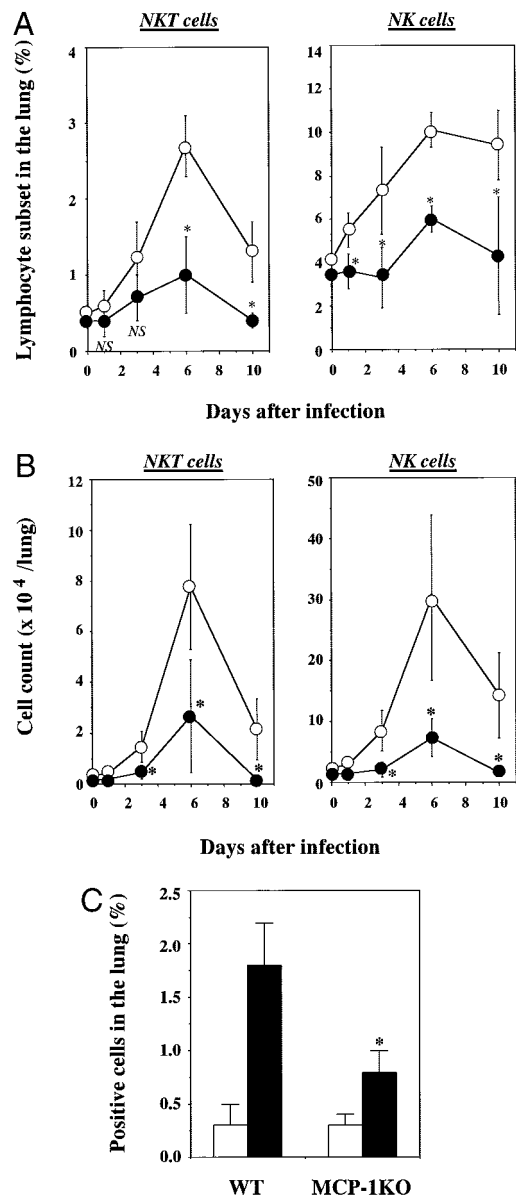 A
NKT cells
NK cells
Lymphocyte subset in the lung (%)
4
3
2
1
0
NS
NS
*
*
0 2 4 6 8 10
14
12
10
8
6
4
2
0
*
*
*
*
0 2 4 6 8 10
Days after infection
B
NKT cells
NK cells
Cell count (x 10 4 /lung)
12
10
8
6
4
2
0
*
*
*
0 2 4 6 8 10
50
40
30
20
10
0
*
*
*
0 2 4 6 8 10
Days after infection
C
Positive cells in the lung (%)
2.5
2.0
1.5
1.0
0.5
0.0
*
WT MCP-1KO